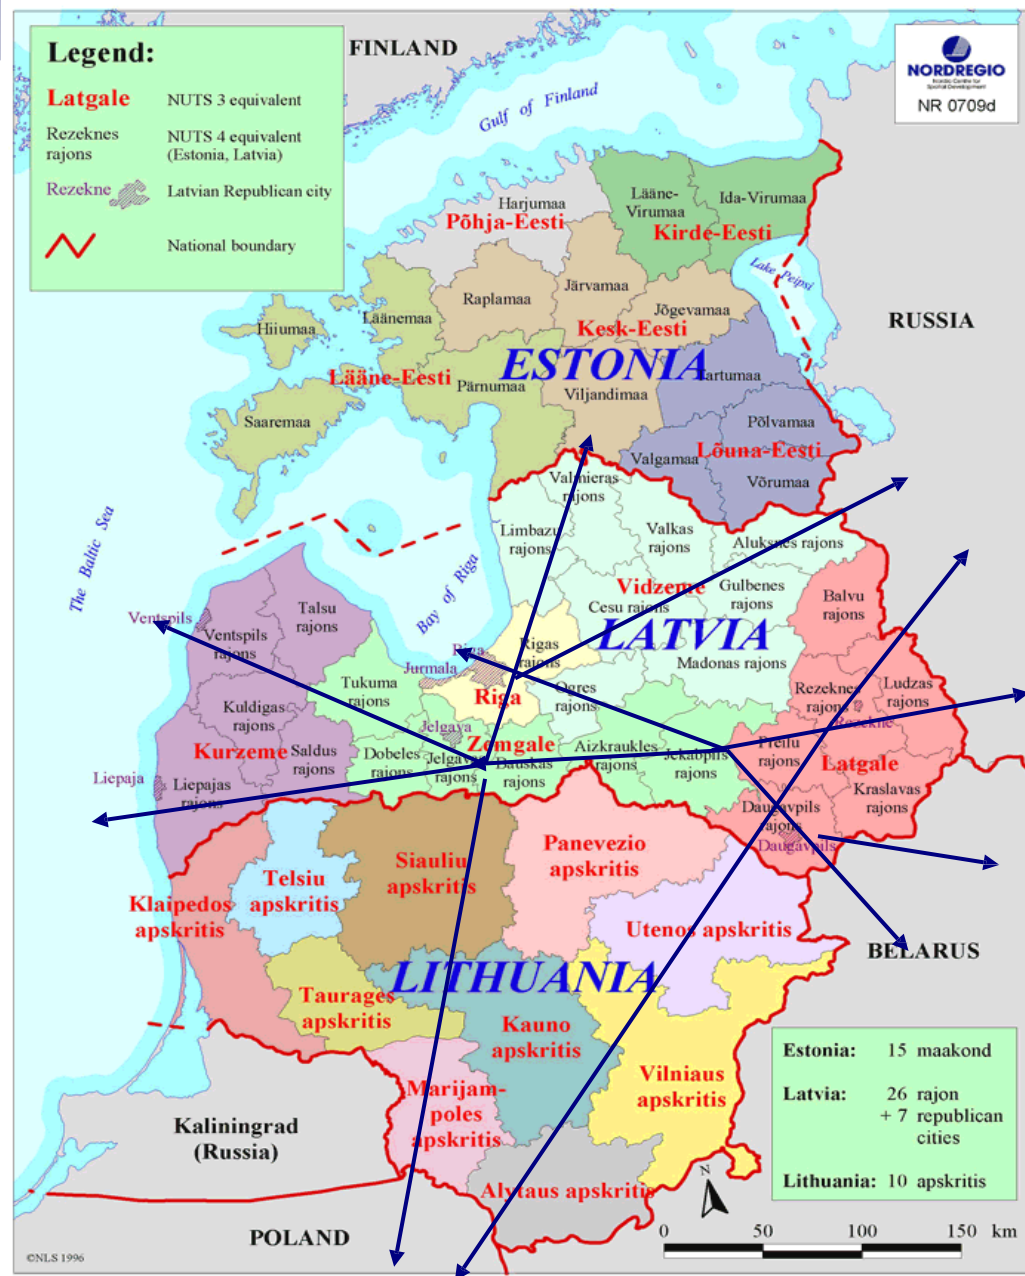 Legend:
Latgale NUTS 3 equivalent
Rezeknes
rajons
NUTS 4 equivalent
(Estonia, Latvia)
Rezekne Latvian Republican city
National boundary
FINLAND
NORDREGIO
Nordic Centre for
Spatial Development
NR 0709d
Gulf of Finland
Harjumaa
Põhja-Eesti
Lääne-
Virumaa
Ida-Virumaa
Kirde-Eesti
Lake Peipsi
RUSSIA
Raplamaa
Järvamaa
Jõgevamaa
Kesk-Eesti
Hiiumaa
Läänemaa
ESTONIA
Lääne-Eesti
Pärnumaa
Viljandimaa
Tartumaa
Saaremaa
Põlvamaa
Lõuna-Eesti
Valgamaa
Võrumaa
The Baltic Sea
Bay of Riga
Valmieras
rajons
Limbazu
rajons
Valkas
rajons
Aluksnes rajons
Vidzeme
Gulbenes
rajons
Cesu rajons
Balvu
rajons
LATVIA
Madonas rajons
Ventspils
Ventspils
rajons
Talsu
rajons
Riga
Rigas
rajons
Jurmala
Tukuma
rajons
Riga
Ogres
rajons
Rezeknes
rajons
Ludzas
rajons
Rezekne
Kuldigas
rajons
Kurzeme
Saldus
rajons
Jelgava
Zemgale
Dobeles
rajons
Jelgavas
rajons
Bauskas
rajons
Aizkraukles
rajons
Jekabpils
rajons
Preilu
rajons
Latgale
Liepaja
Liepajas
rajons
Kraslavas
rajons
Daugavpils
rajons
Daugavpils
Siauliu
apskritis
Panevezio
apskritis
Telsiu
apskritis
Klaipedos
apskritis
Utenos apskritis
BELARUS
LITHUANIA
Taurages
apskritis
Kauno
apskritis
Vilniaus
apskritis
Marijam-
poles
apskritis
Kaliningrad
(Russia)
Alytaus apskritis
POLAND
Estonia: 15 maakond
Latvia: 26 rajon
+ 7 republican
cities
Lithuania: 10 apskritis
N
0 50 100 150 km
©NLS 1996